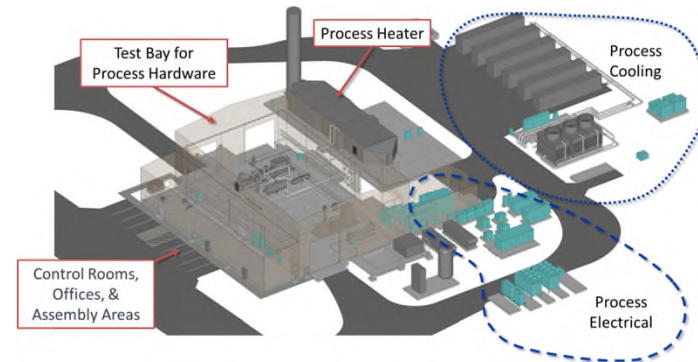 Test Bay for
Process Hardware
Process Heater
Process
Cooling
Control Rooms,
Offices, &
Assembly Areas
Process
Electrical